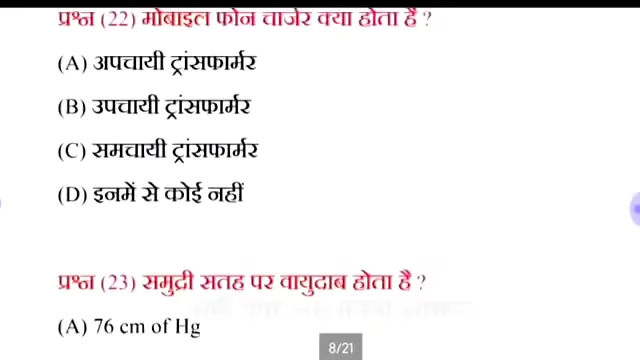 प्रश्न (22) मोबाइल फोन चार्जर क्या होता है ?
(A) अपचायी ट्रांसफार्मर
(B) उपचायी ट्रांसफार्मर
(C) समचायी ट्रांसफार्मर
(D) इनमें से कोई नहीं
प्रश्न (23) समुद्री सतह पर वायुदाब होता है ?
(A) 76 cm of Hg
8/21